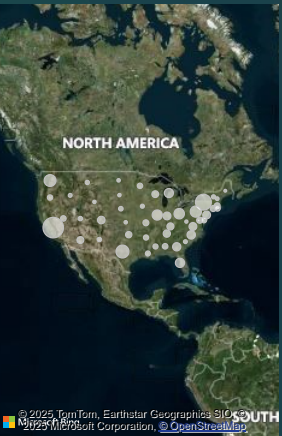 NORTH AMERICA
SOUTH
Microsoft Bing
© 2025 TomTom, Earthstar Geographics SIO, ©
2025 Microsoft Corporation, © OpenStreetMap